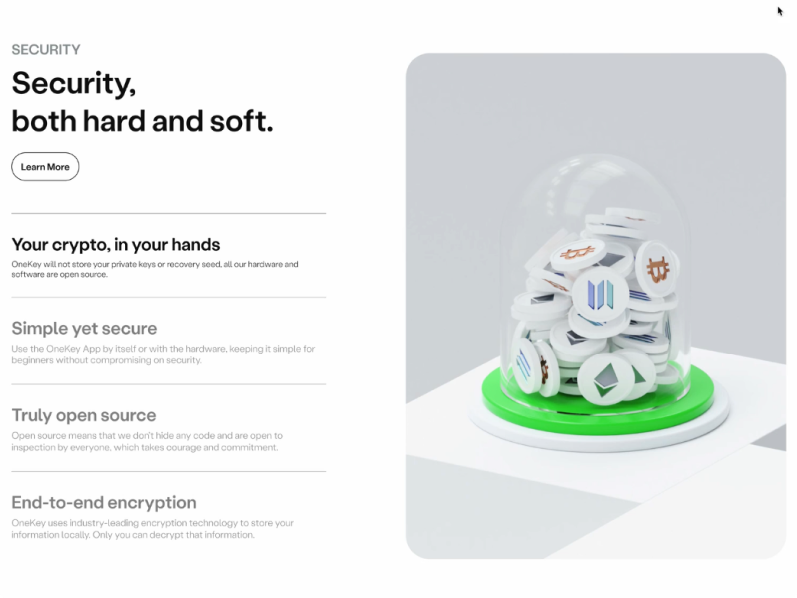 SECURITY
Security,
both hard and soft.
Learn More
Your crypto, in your hands
OneKey will not store your private keys or recovery seed, all our hardware and
software are open source.
Simple yet secure
Use the OneKey App by itself or with the hardware, keeping it simple for
beginners without compromising on security.
Truly open source
Open source means that we don't hide any code and are open to
inspection by everyone, which takes courage and commitment.
End-to-end encryption
OneKey uses industry-leading encryption technology to store your
information locally. Only you can decrypt that information.